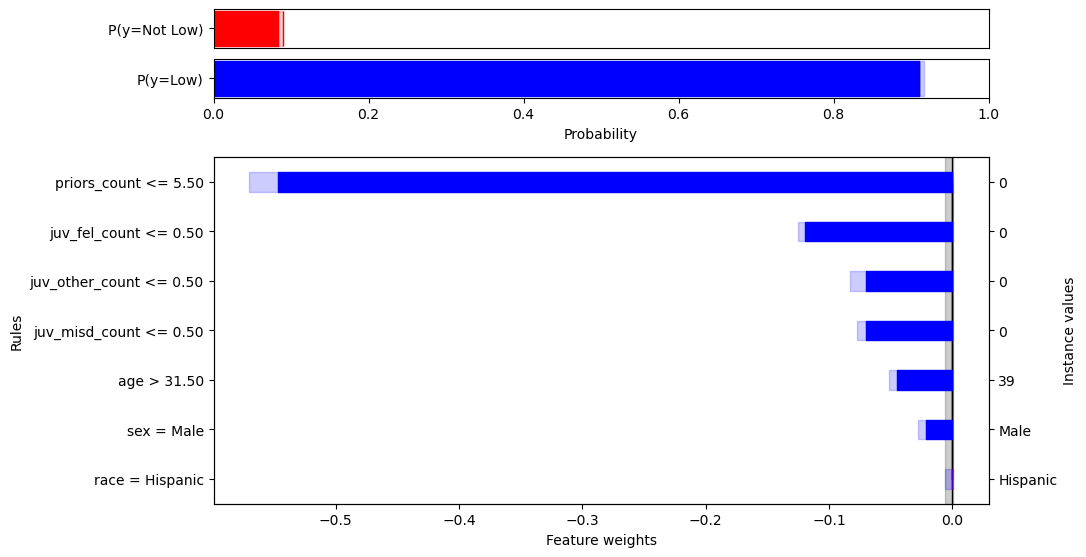 P(y=Not Low)
P(y=Low)
0.0 0.2 0.4 0.6 0.8 1.0
Probability
priors_count <= 5.50 0
juv_fel_count <= 0.50 0
juv_other_count <= 0.50 0
juv_misd_count <= 0.50 0
age > 31.50 39
sex = Male Male
race = Hispanic Hispanic
Rules
Instance values
−0.5 −0.4 −0.3 −0.2 −0.1 0.0
Feature weights